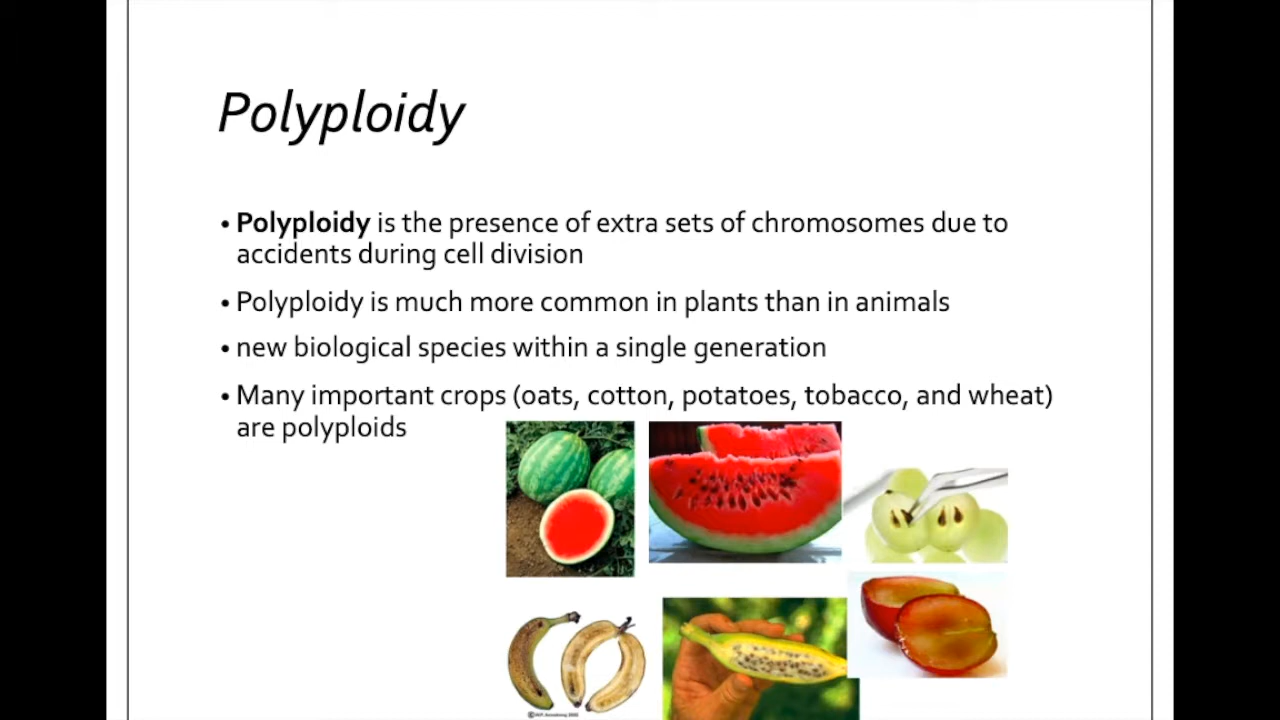 Polyploidy
• Polyploidy is the presence of extra sets of chromosomes due to
accidents during cell division
• Polyploidy is much more common in plants than in animals
• new biological species within a single generation
• Many important crops (oats, cotton, potatoes, tobacco, and wheat)
are polyploids